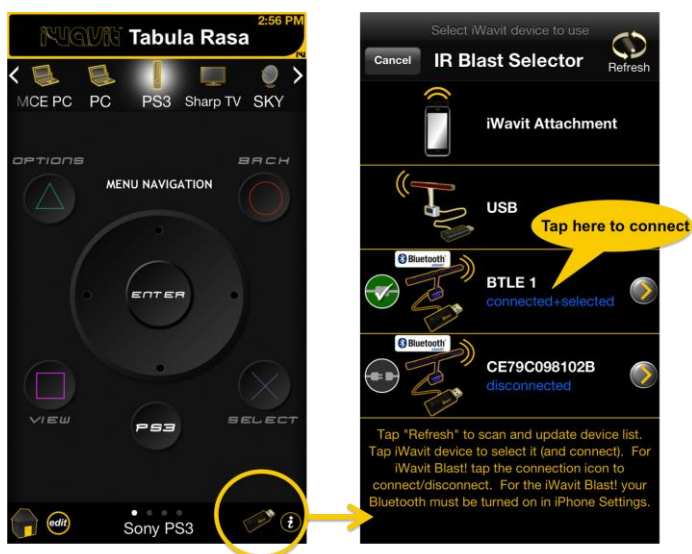 2:56 PM
iWavit Tabula Rasa
MCE PC PC PS3 Sharp TV SKY
OPTIONS BACK
MENU NAVIGATION
ENTER
VIEW SELECT
PS3
edit i
Sony PS3
Select iWavit device to use
Cancel IR Blast Selector Refresh
iWavit Attachment
USB
Tap here to connect
Bluetooth
BTLE 1
connected+selected
Bluetooth
CE79C098102B
disconnected
Tap "Refresh" to scan and update device list.
Tap iWavit device to select it (and connect). For
iWavit Blast! tap the connection icon to
connect/disconnect. For the iWavit Blast! your
Bluetooth must be turned on in iPhone Settings.